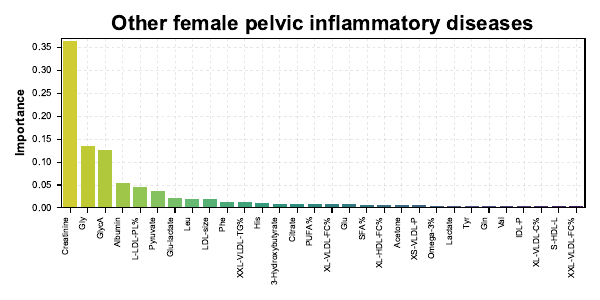 Other female pelvic inflammatory diseases
Importance
0.35
0.30
0.25
0.20
0.15
0.10
0.05
0.00
Creatinine
Gly
GlycA
Albumin
L-LDL-PL%
Pyruvate
Glu-lactate
Leu
LDL-size
Phe
XXL-VLDL-TG%
His
3-Hydroxybutyrate
Citrate
PUFA%
XL-VLDL-FC%
Glu
SFA%
XL-HDL-FC%
Acetone
XS-VLDL-P
Omega-3%
Lactate
Tyr
Gln
Val
IDL-P
XL-VLDL-C%
S-HDL-L
XXL-VLDL-FC%